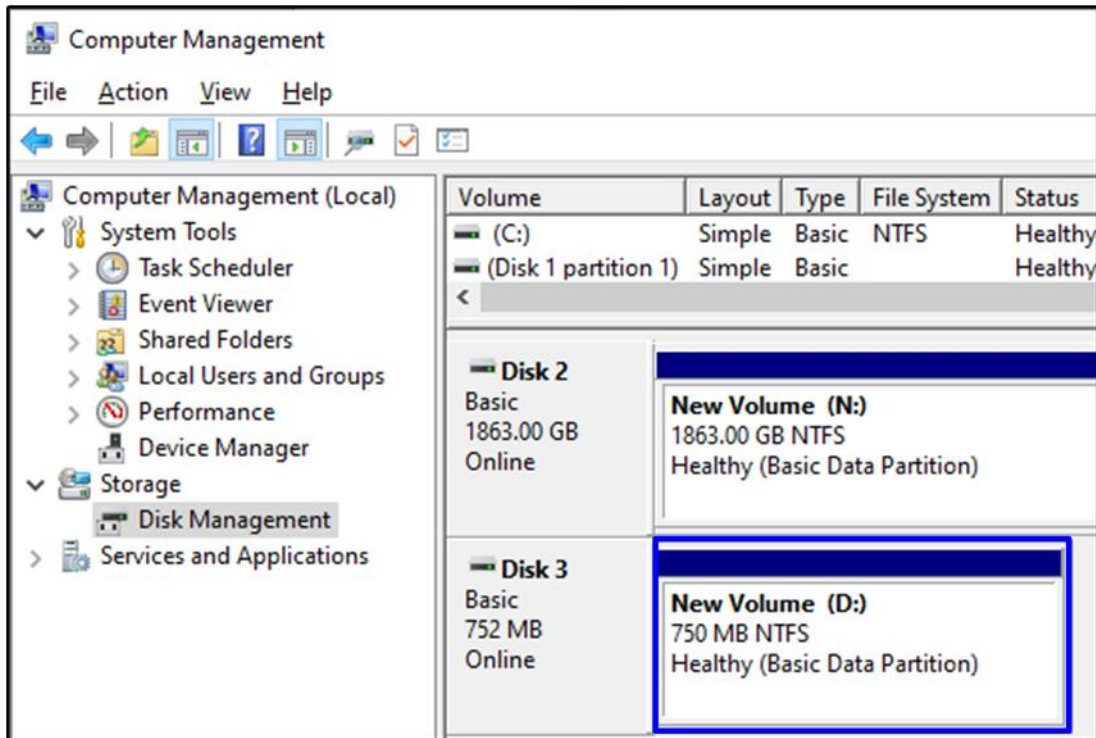 Computer Management
File Action View Help
Computer Management (Local)
System Tools
Task Scheduler
Event Viewer
Shared Folders
Local Users and Groups
Performance
Device Manager
Storage
Disk Management
Services and Applications
Volume Layout Type File System Status
(C:) Simple Basic NTFS Healthy
(Disk 1 partition 1) Simple Basic Healthy
Disk 2
Basic
1863.00 GB
Online
New Volume (N:)
1863.00 GB NTFS
Healthy (Basic Data Partition)
Disk 3
Basic
752 MB
Online
New Volume (D:)
750 MB NTFS
Healthy (Basic Data Partition)